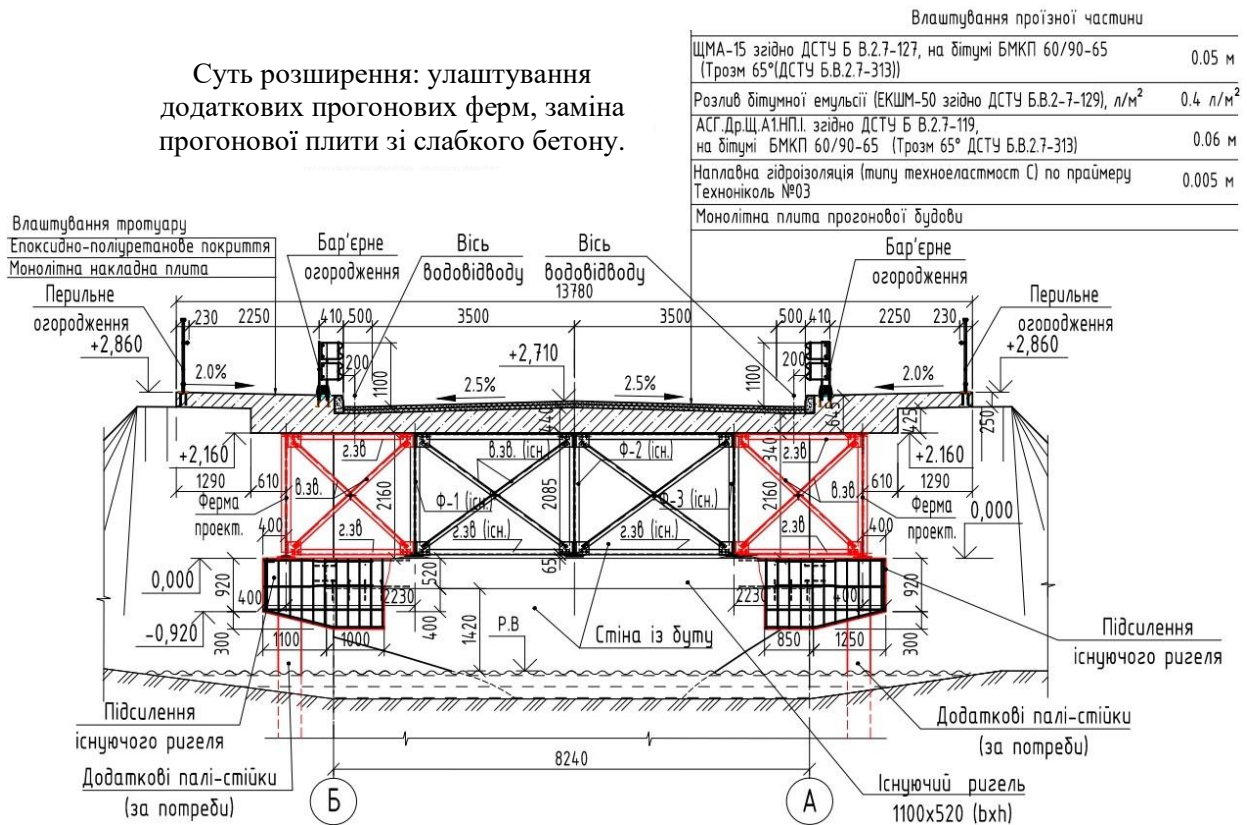 Суть розширення: улаштування
додаткових прогонових ферм, заміна
прогонової плити зі слабкого бетону.
Влаштування проїзної частини
ЩМА-15 згідно ДСТУ Б В.2.7-127, на бітумі БМКП 60/90-65
(Трозм 65°(ДСТУ Б.В.2.7-313))
0.05 м
Розлив бітумної емульсії (ЕКШМ-50 згідно ДСТУ Б.В.2-7-129), л/м²
0.4 л/м²
АСГ.Др.Щ.А1.НП.І. згідно ДСТУ Б В.2.7-119,
на бітумі БМКП 60/90-65 (Трозм 65° ДСТУ Б.В.2.7-313)
0.06 м
Наплавна гідроізоляція (типу техноеластмост С) по праймеру
Техноніколь №03
0.005 м
Монолітна плита прогонової будови
Влаштування тротуару
Епоксидно-поліуретанове покриття
Монолітна накладна плита
Перильне
огородження
+2,860
Бар'єрне
огородження
Вісь
водовідводу
Вісь
водовідводу
Бар'єрне
огородження
Перильне
огородження
+2,860
13780
230 2250 410 500 3500 3500 500 410 2250 230
200
1100
+2,710
200
1100
2.0%
2.5%
2.5%
2.0%
440
645
425
250
340
+2,160
+2.160
1290
610
610
1290
г.зв
в.зв.
в.зв. (існ.)
Ф-2 (існ.)
г.зв
в.зв
2160
Ф-1 (існ.)
2085
Ф-3 (існ.)
2160
Ферма
проект.
Ферма
проект.
г.зв
г.зв (існ.)
г.зв (існ.)
г.зв
400
400
0,000
0,000
65
520
920
920
400
2230
2230
400
-0,920
300
300
400
1420
Р.В
Стіна із буту
1100
1000
850
1250
Підсилення
існуючого ригеля
Підсилення
існуючого ригеля
Додаткові палі-стійки
(за потреби)
Додаткові палі-стійки
(за потреби)
8240
Б
А
Існуючий ригель
1100х520 (bxh)